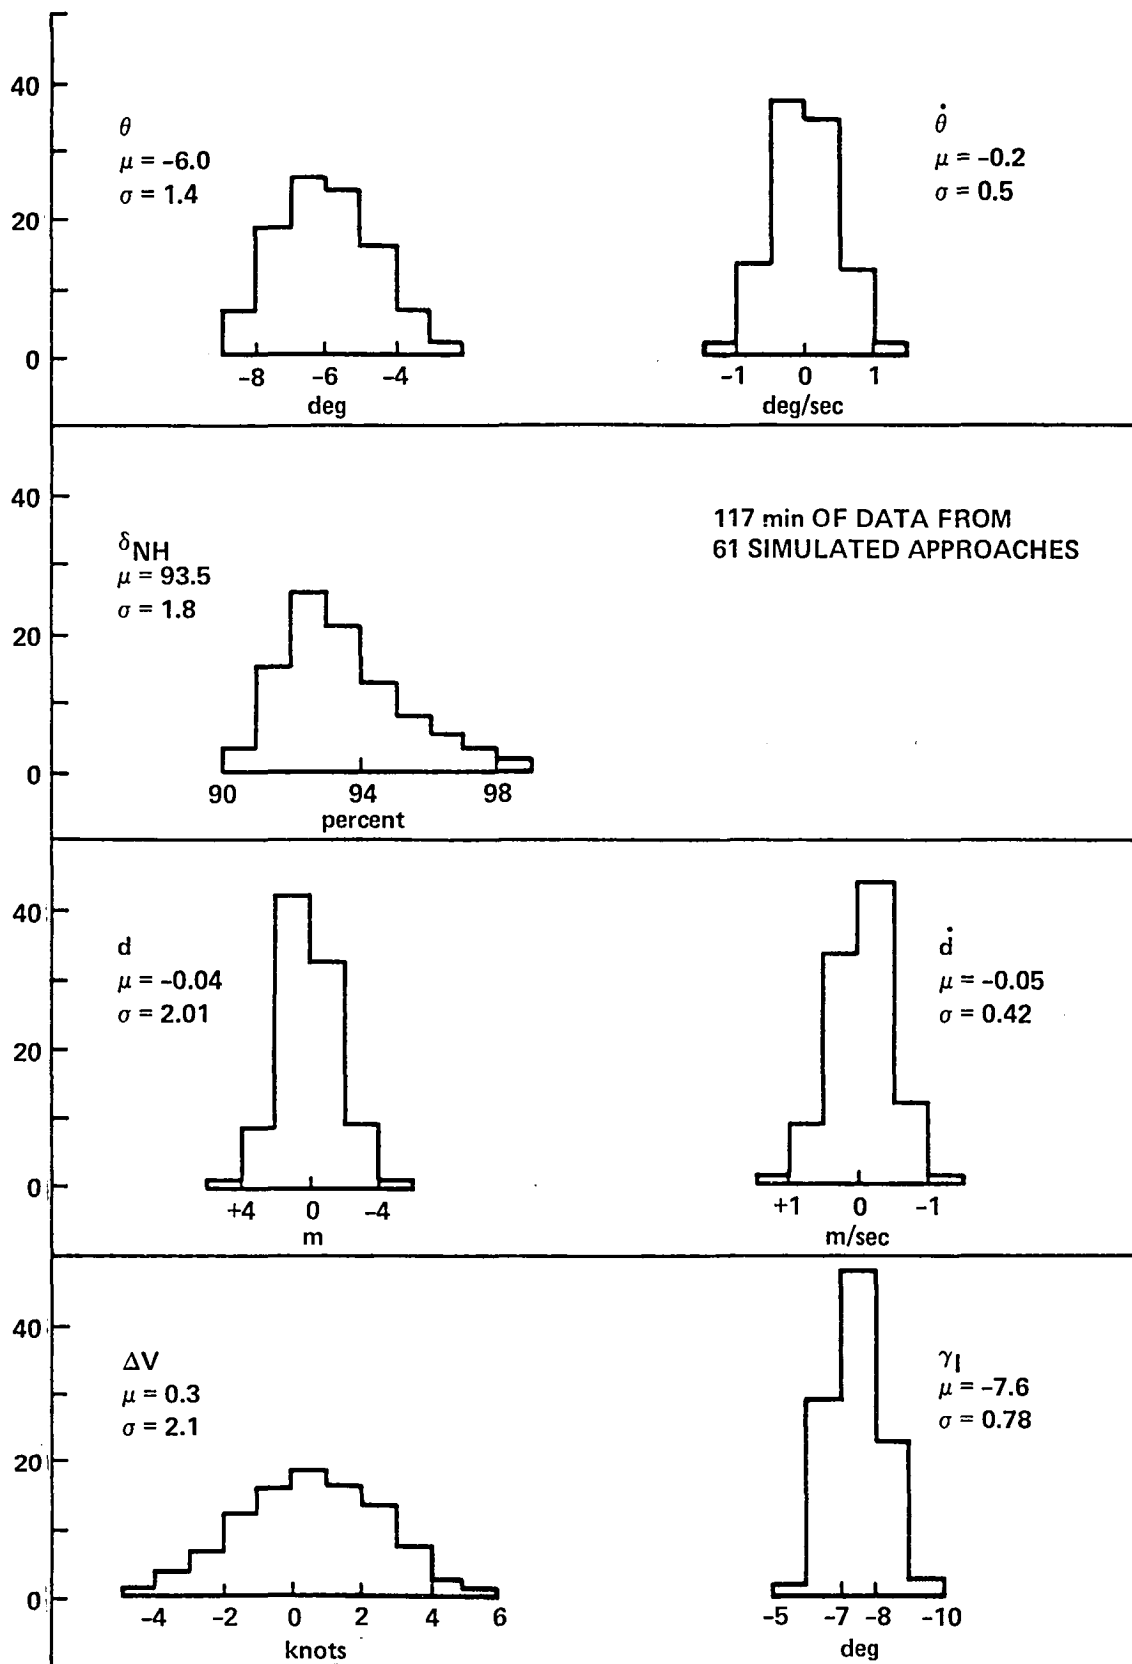 40
20
0
θ
μ = -6.0
σ = 1.4
-8 -6 -4
deg
θ̇
μ = -0.2
σ = 0.5
-1 0 1
deg/sec
40
20
0
δNH
μ = 93.5
σ = 1.8
90 94 98
percent
117 min OF DATA FROM
61 SIMULATED APPROACHES
40
20
0
d
μ = -0.04
σ = 2.01
+4 0 -4
m
ḋ
μ = -0.05
σ = 0.42
+1 0 -1
m/sec
40
20
0
ΔV
μ = 0.3
σ = 2.1
-4 -2 0 2 4 6
knots
γI
μ = -7.6
σ = 0.78
-5 -7 -8 -10
deg